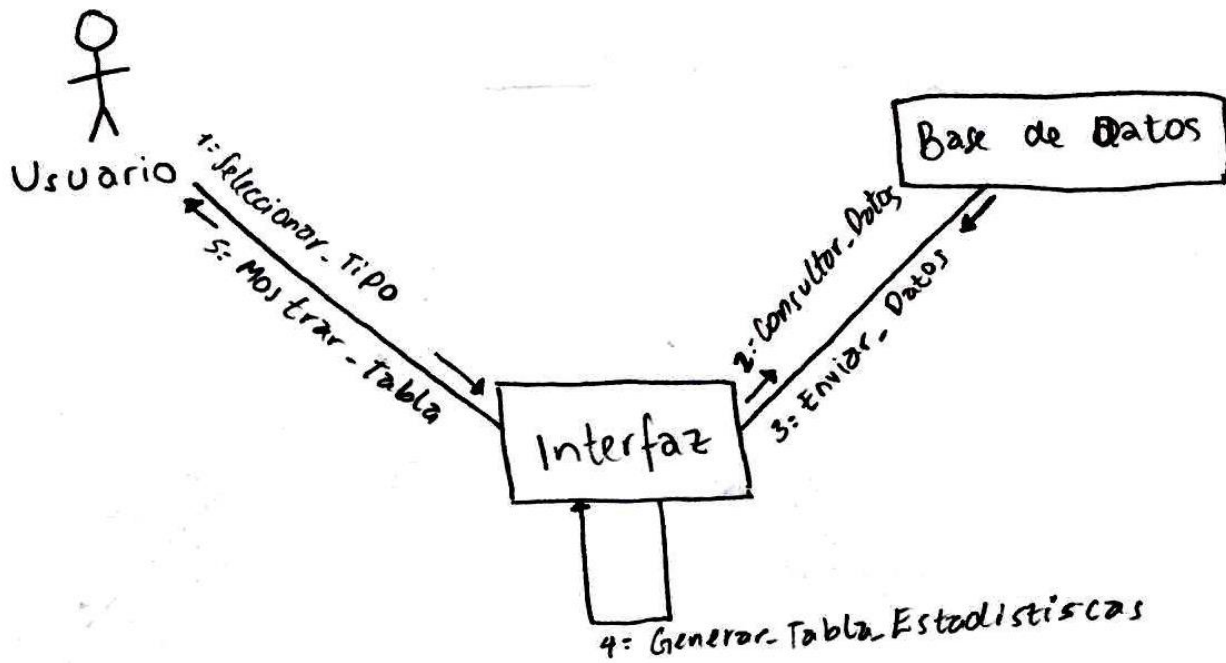 Usuario
1: Seleccionar_Tipo
5: Mostrar_Tabla
Base de Datos
2: Consultar_Datos
3: Enviar_Datos
Interfaz
4: Generar_Tabla_Estadistiscas